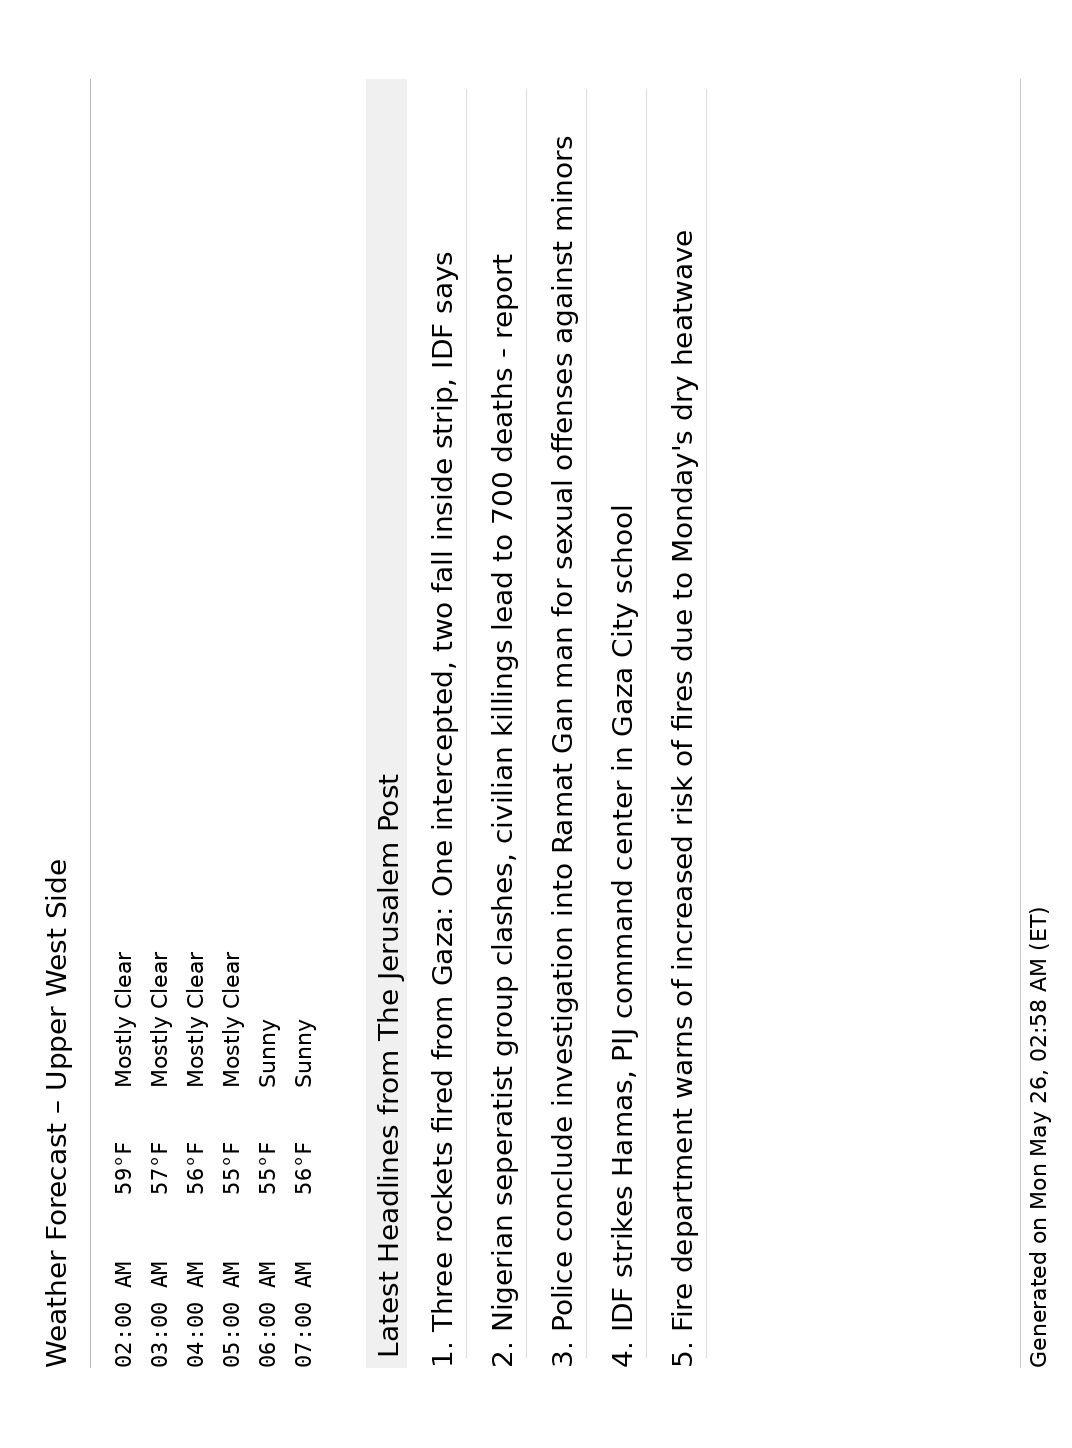 Weather Forecast – Upper West Side
02:00 AM 59°F Mostly Clear
03:00 AM 57°F Mostly Clear
04:00 AM 56°F Mostly Clear
05:00 AM 55°F Mostly Clear
06:00 AM 55°F Sunny
07:00 AM 56°F Sunny
Latest Headlines from The Jerusalem Post
1. Three rockets fired from Gaza: One intercepted, two fall inside strip, IDF says
2. Nigerian seperatist group clashes, civilian killings lead to 700 deaths - report
3. Police conclude investigation into Ramat Gan man for sexual offenses against minors
4. IDF strikes Hamas, PIJ command center in Gaza City school
5. Fire department warns of increased risk of fires due to Monday's dry heatwave
Generated on Mon May 26, 02:58 AM (ET)